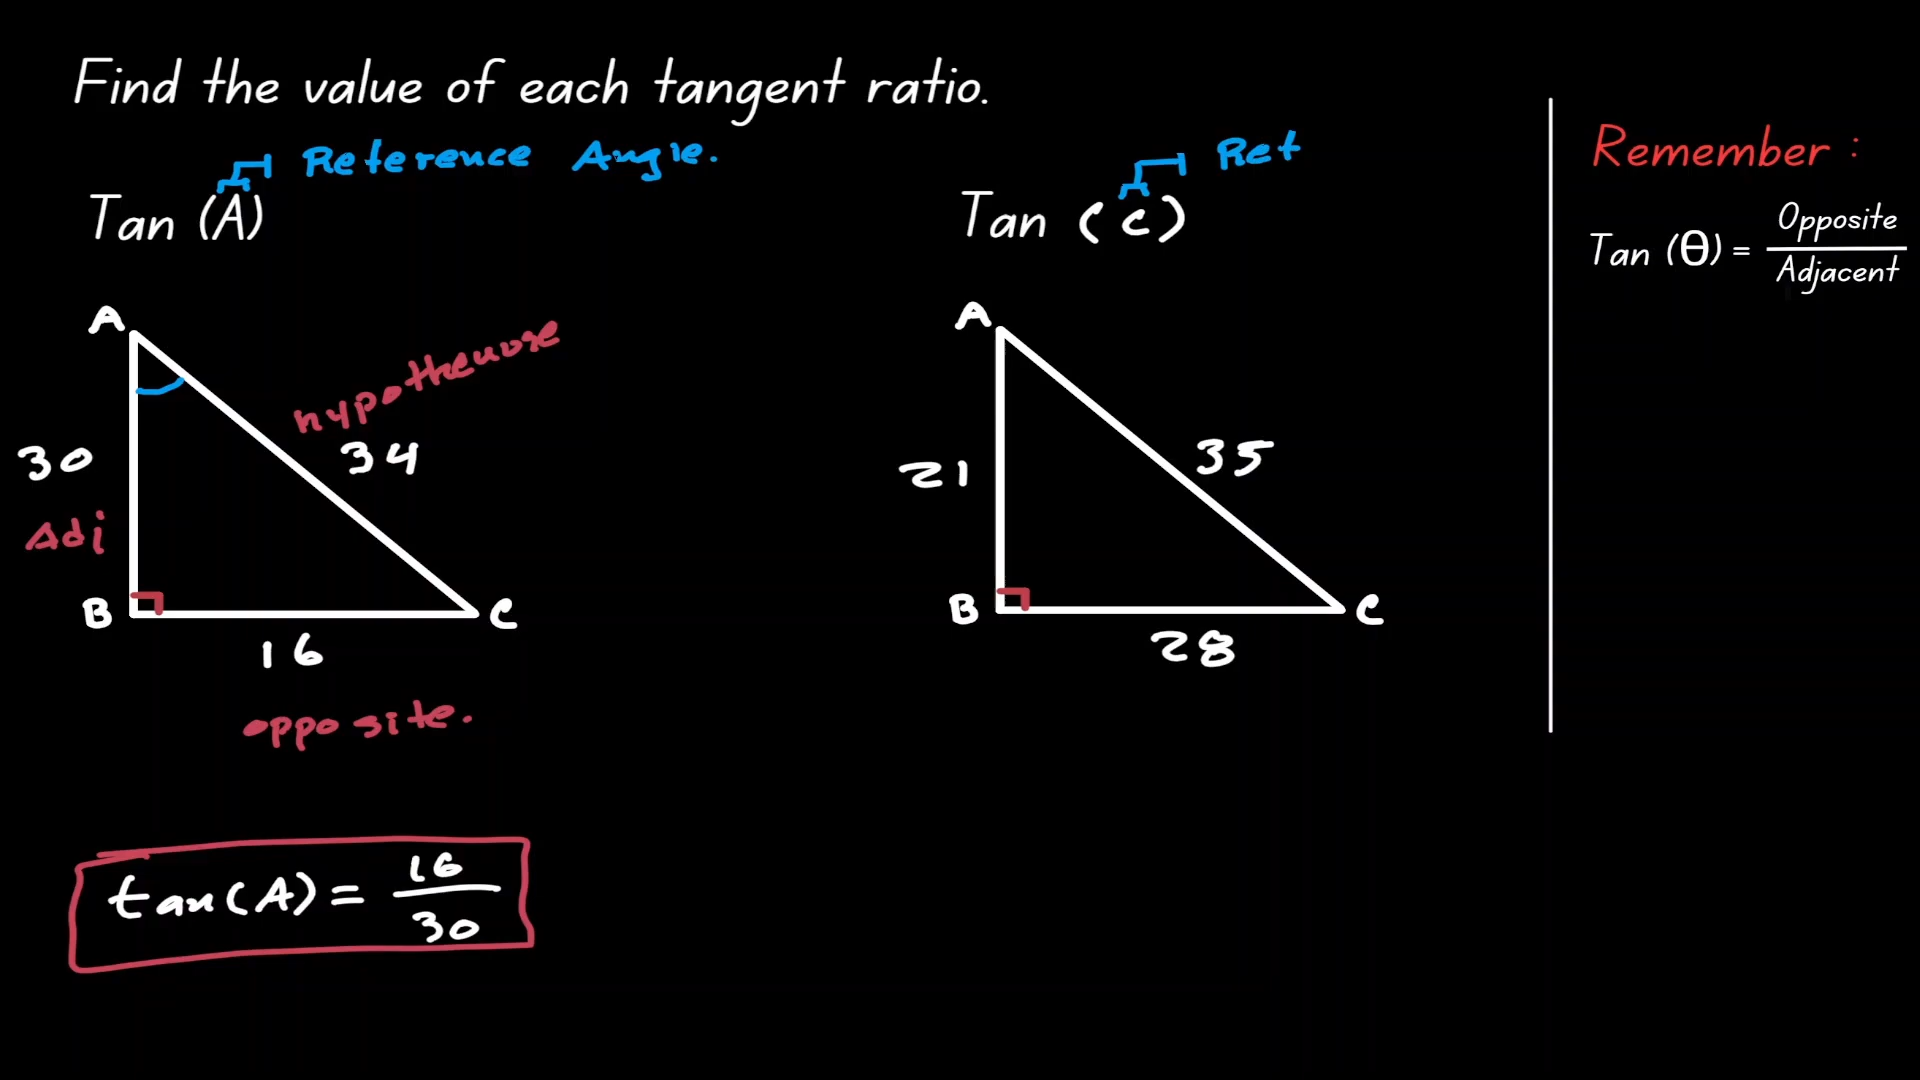 Find the value of each tangent ratio.
Reference Angle.
Tan (A)
A
hypothenuse
30
34
Adj
B
C
16
opposite.
tan(A) = 16/30
Ref
Tan (C)
A
21
35
B
C
28
Remember :
Tan (θ) = Opposite/Adjacent